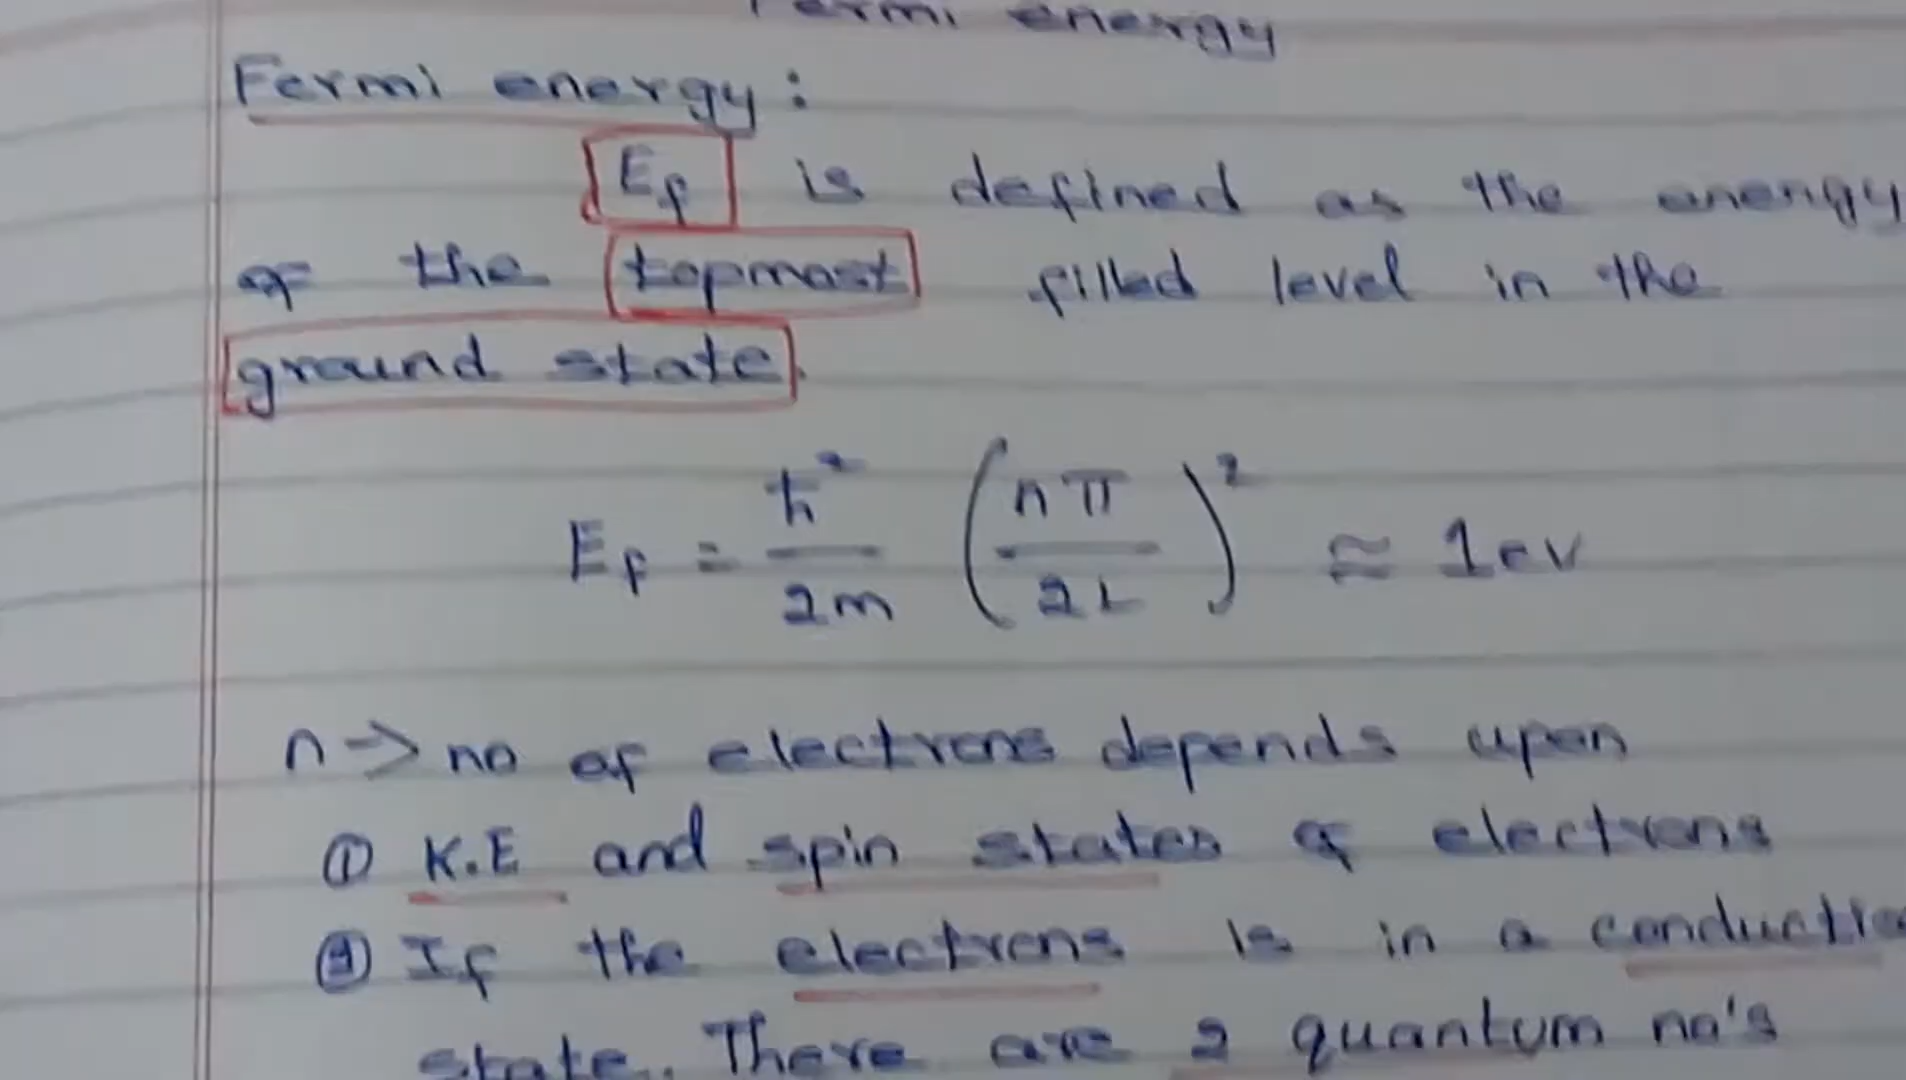 Fermi energy
Fermi energy :
Ef is defined as the energy
of the topmost filled level in the
ground state.
Ef = ħ²/2m (nπ/2L)² ≈ 1ev
n → no of electrons depends upon
① K.E and spin states of electrons
② If the electrons is in a conductio
state. There are 2 quantum no's